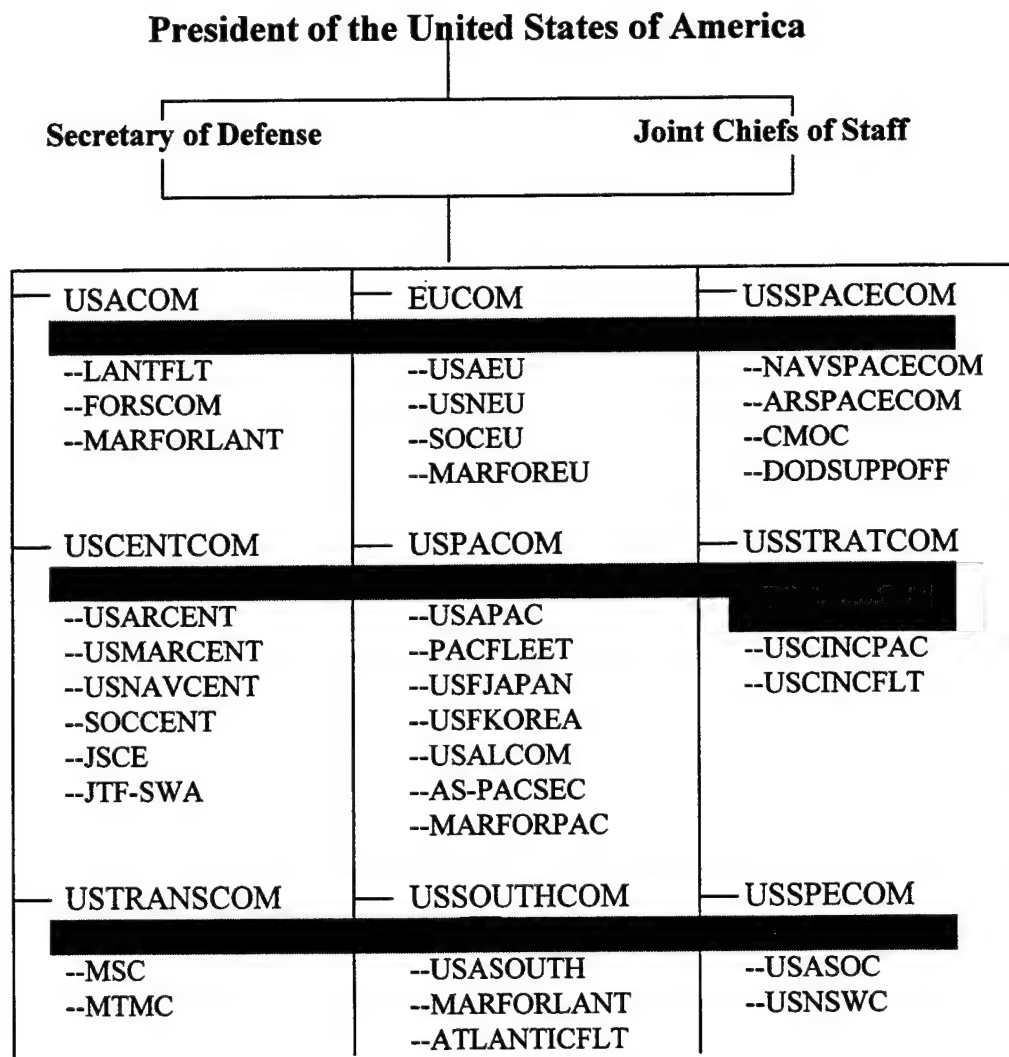 President of the United States of America
Secretary of Defense
Joint Chiefs of Staff
USACOM
--LANTFLT
--FORSCOM
--MARFORLANT
EUCOM
--USAEU
--USNEU
--SOCEU
--MARFOREU
USSPACECOM
--NAVSPACECOM
--ARSPACECOM
--CMOC
--DODSUPPOFF
USCENTCOM
--USARCENT
--USMARCENT
--USNAVCENT
--SOCCENT
--JSCE
--JTF-SWA
USPACOM
--USAPAC
--PACFLEET
--USFJAPAN
--USFKOREA
--USALCOM
--AS-PACSEC
--MARFORPAC
USSTRATCOM
--USCINCPAC
--USCINCFLT
USTRANSCOM
--MSC
--MTMC
USSOUTHCOM
--USASOUTH
--MARFORLANT
--ATLANTICFLT
USSPECOM
--USASOC
--USNSWC